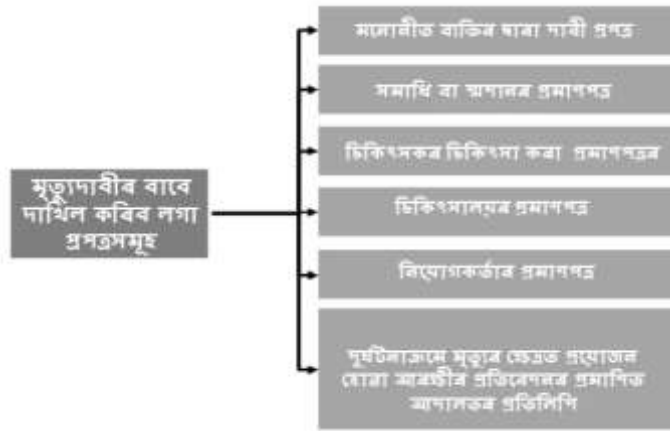 মৃত্যুদাবীৰ বাবে
দাখিল কৰিব লগা
প্ৰপত্ৰসমূহ
মনোনীত ব্যক্তিৰ দ্বাৰা দাবী প্ৰপত্ৰ
সমাধি বা শ্মশানৰ প্ৰমাণপত্ৰ
চিকিৎসকৰ চিকিৎসা কৰা প্ৰমাণপত্ৰৰ
চিকিৎসালয়ৰ প্ৰমাণপত্ৰ
নিয়োগকৰ্তাৰ প্ৰমাণপত্ৰ
দূৰ্ঘটনাক্ৰমে মৃত্যুৰ ক্ষেত্ৰত প্ৰয়োজন
হোৱা আৰক্ষীৰ প্ৰতিবেদনৰ প্ৰমাণিত
আদালতৰ প্ৰতিলিপি